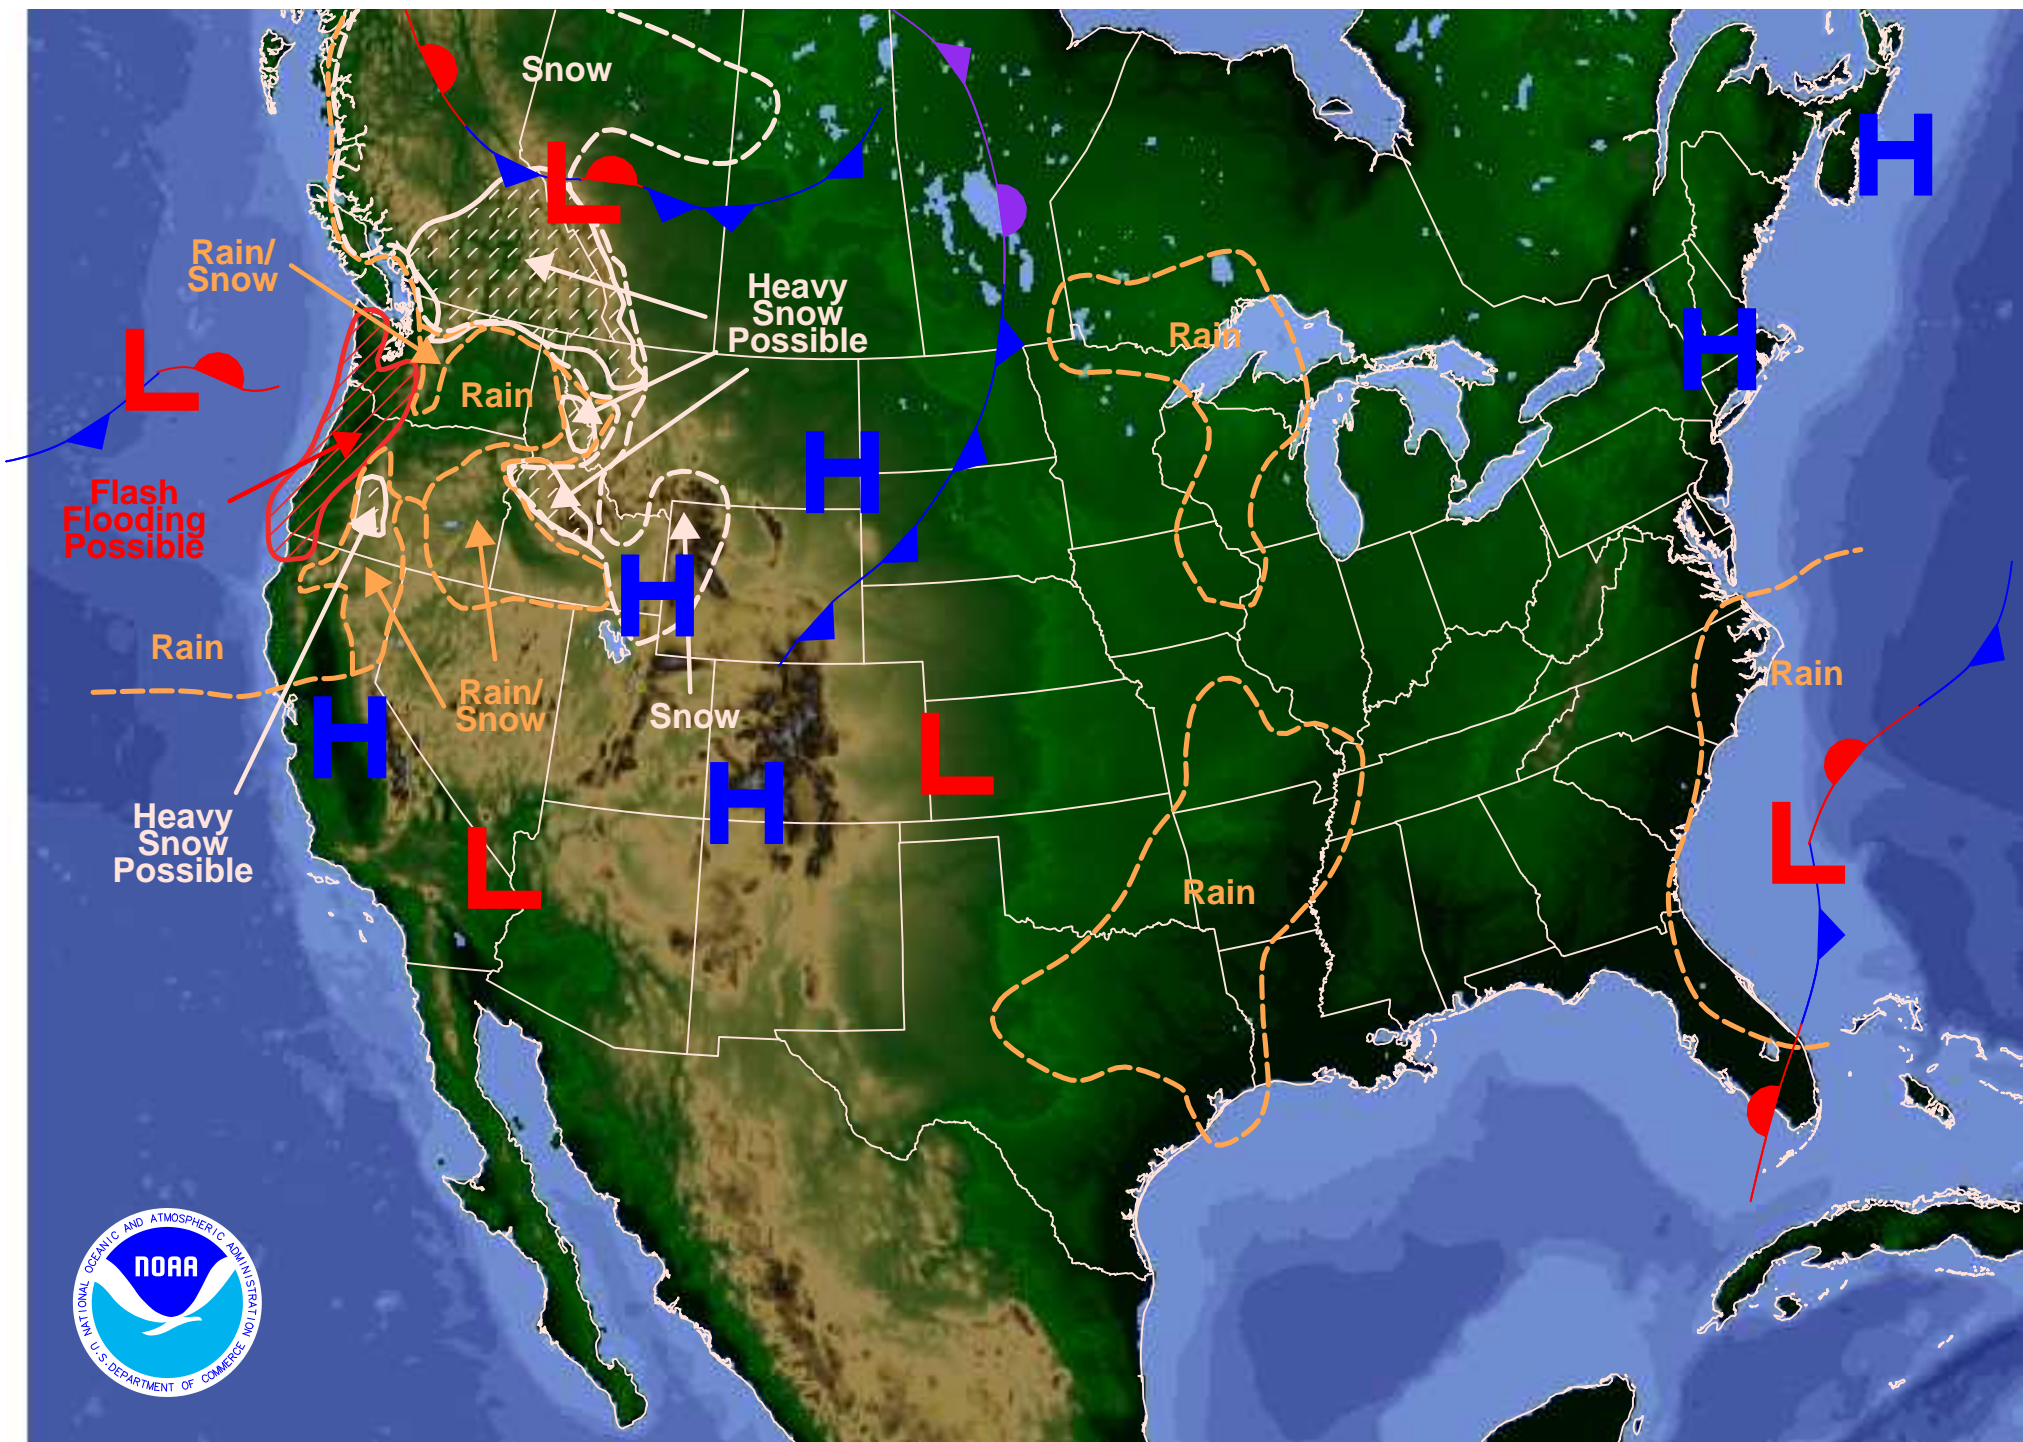 Snow
Rain/
Snow
Heavy
Snow
Possible
Rain
Rain
L
L
H
H
H
Flash
Flooding
Possible
H
Rain
Rain/
Snow
Snow
Rain
H
H
L
L
L
Heavy
Snow
Possible
Rain
NATIONAL OCEANIC AND ATMOSPHERIC ADMINISTRATION
NOAA
U.S. DEPARTMENT OF COMMERCE